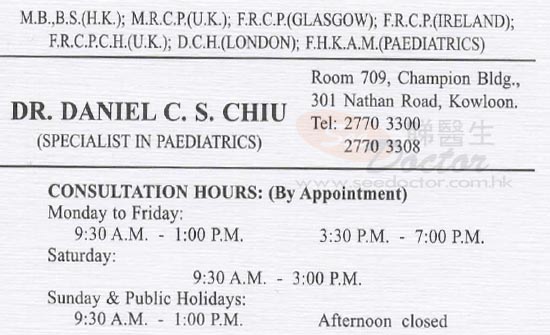 M.B.,B.S.(H.K.); M.R.C.P.(U.K.); F.R.C.P.(GLASGOW); F.R.C.P.(IRELAND);
F.R.C.P.C.H.(U.K.); D.C.H.(LONDON); F.H.K.A.M.(PAEDIATRICS)
DR. DANIEL C. S. CHIU
(SPECIALIST IN PAEDIATRICS)
Room 709, Champion Bldg.,
301 Nathan Road, Kowloon.
Tel: 2770 3300
2770 3308
聯醫生
Doctor
www.seedoctor.com.hk
CONSULTATION HOURS: (By Appointment)
Monday to Friday:
9:30 A.M. - 1:00 P.M. 3:30 P.M. - 7:00 P.M.
Saturday:
9:30 A.M. - 3:00 P.M.
Sunday & Public Holidays:
9:30 A.M. - 1:00 P.M. Afternoon closed